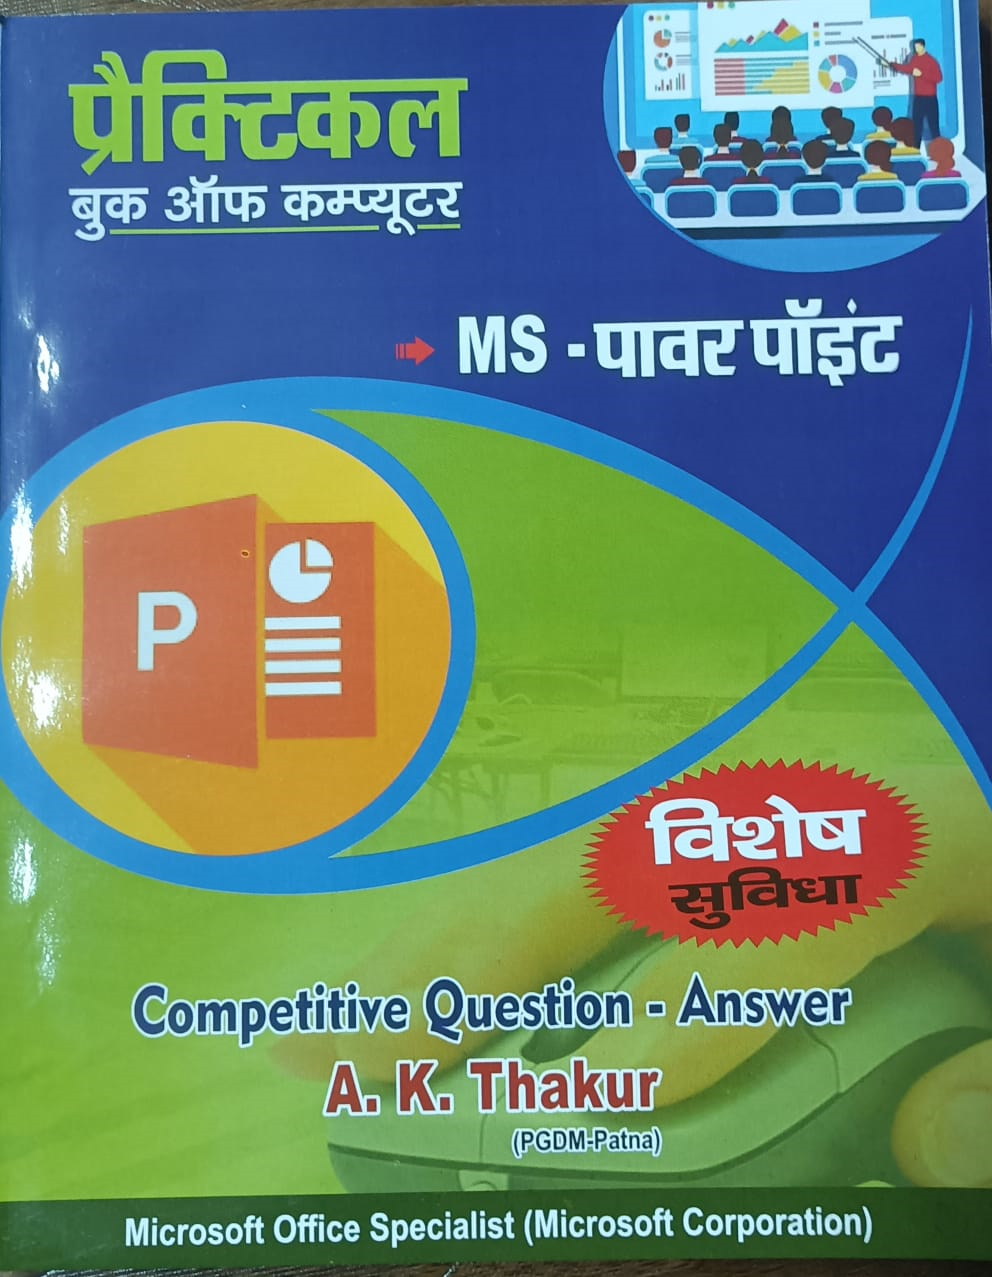 प्रैक्टिकल
बुक ऑफ कम्प्यूटर
MS - पावर पॉइंट
P
विशेष
सुविधा
Competitive Question - Answer
A. K. Thakur
(PGDM-Patna)
Microsoft Office Specialist (Microsoft Corporation)